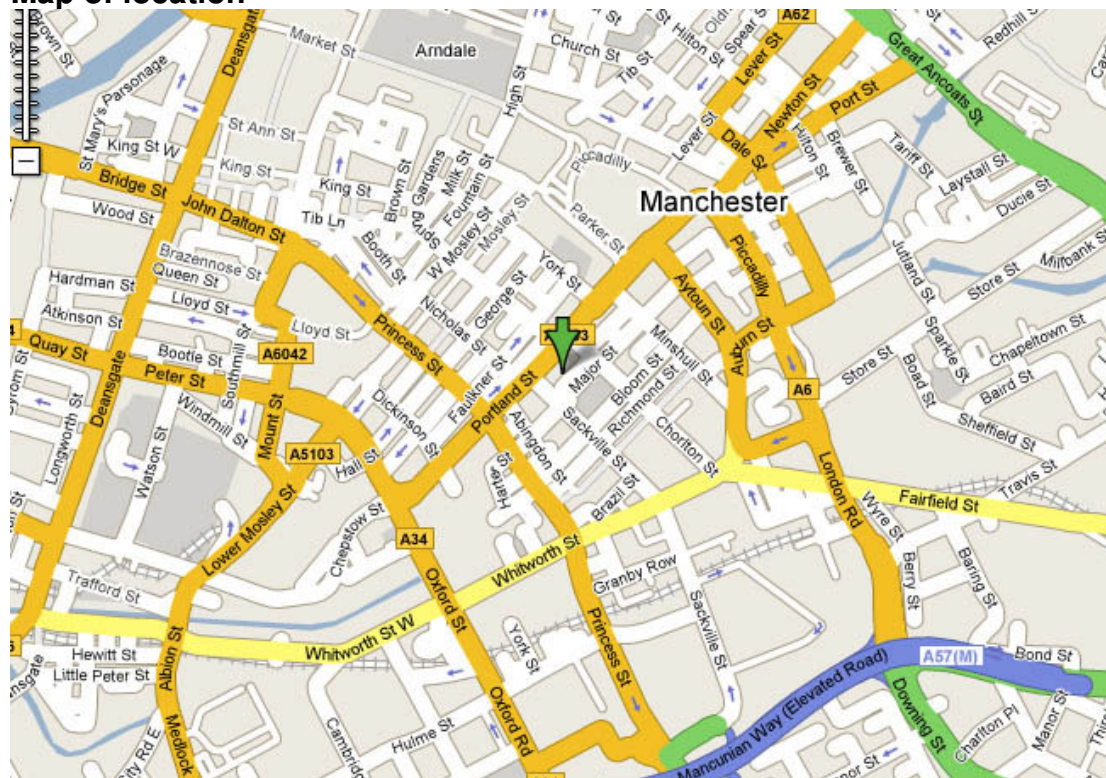 Map of location
Brown St
St Mary's Parsonage
Deansgate
Market St
Arndale
Church St
High St
Tib St
Oldh
Hilton St
Spear
A62
Lever St
Newton St
Port St
Great Ancoats St
Redhill St
St Ann St
King St W
King St
King St
Tib Ln
Brown St
Spring Gardens
Milk St
Fountain St
W Mosley St
Mosley St
Booth St
Piccadilly
Parker St
Lever St
Dale St
Hilton St
Brewer St
Tariff St
Laystall St
Ducie St
Manchester
Bridge St
Wood St
John Dalton St
Brazennose St
Queen St
Hardman St
Lloyd St
Lloyd St
Atkinson St
Quay St
Bootle St
Southmill St
A6042
Princess St
Nicholas St
George St
York St
Faulkner St
Portland St
Major St
Bloom St
Richmond St
Sackville St
Minshull St
Aytoun St
Auburn St
Piccadilly
Jutland St
Store St
Millbank St
Sparkle St
Chapeltown St
Baird St
Boad St
Sheffield St
Store St
A6
Peter St
Deansgate
Longworth St
Windmill St
Watson St
Mount St
A5103
Hall St
Dickinson St
Abingdon St
Harter St
Chorlton St
Brazil St
London Rd
Travis St
Fairfield St
Wyre St
Berry St
Baring St
Lower Mosley St
Chepstow St
A34
Oxford St
Whitworth St
Granby Row
Sackville St
Trafford St
Albion St
Whitworth St W
Hewitt St
Little Peter St
York St
Princess St
Oxford Rd
Hulme St
Medlock
Mancunian Way (Elevated Road)
A57(M)
Bond St
Downing St
Charlton Pl
Manor St